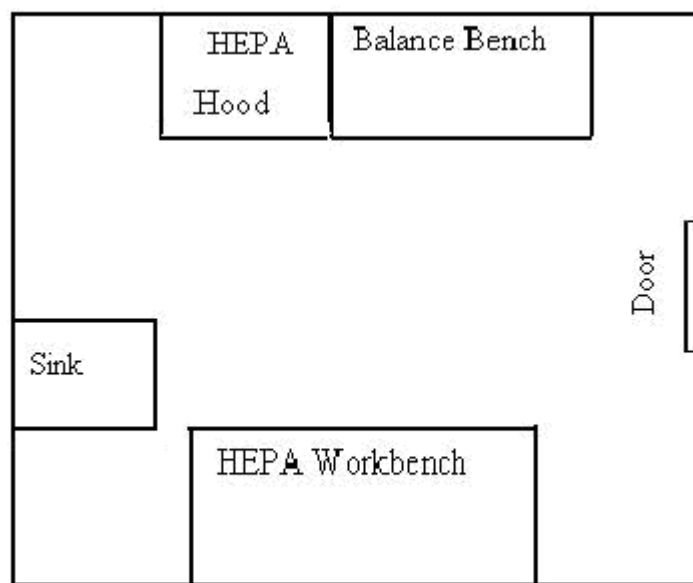 HEPA
Hood
Balance Bench
Door
Sink
HEPA Workbench